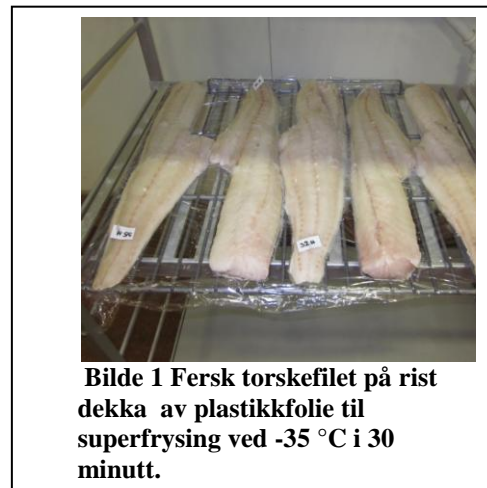 Bilde 1 Fersk torskefilet på rist
dekka av plastikkfolie til
superfrysing ved -35 °C i 30
minutt.